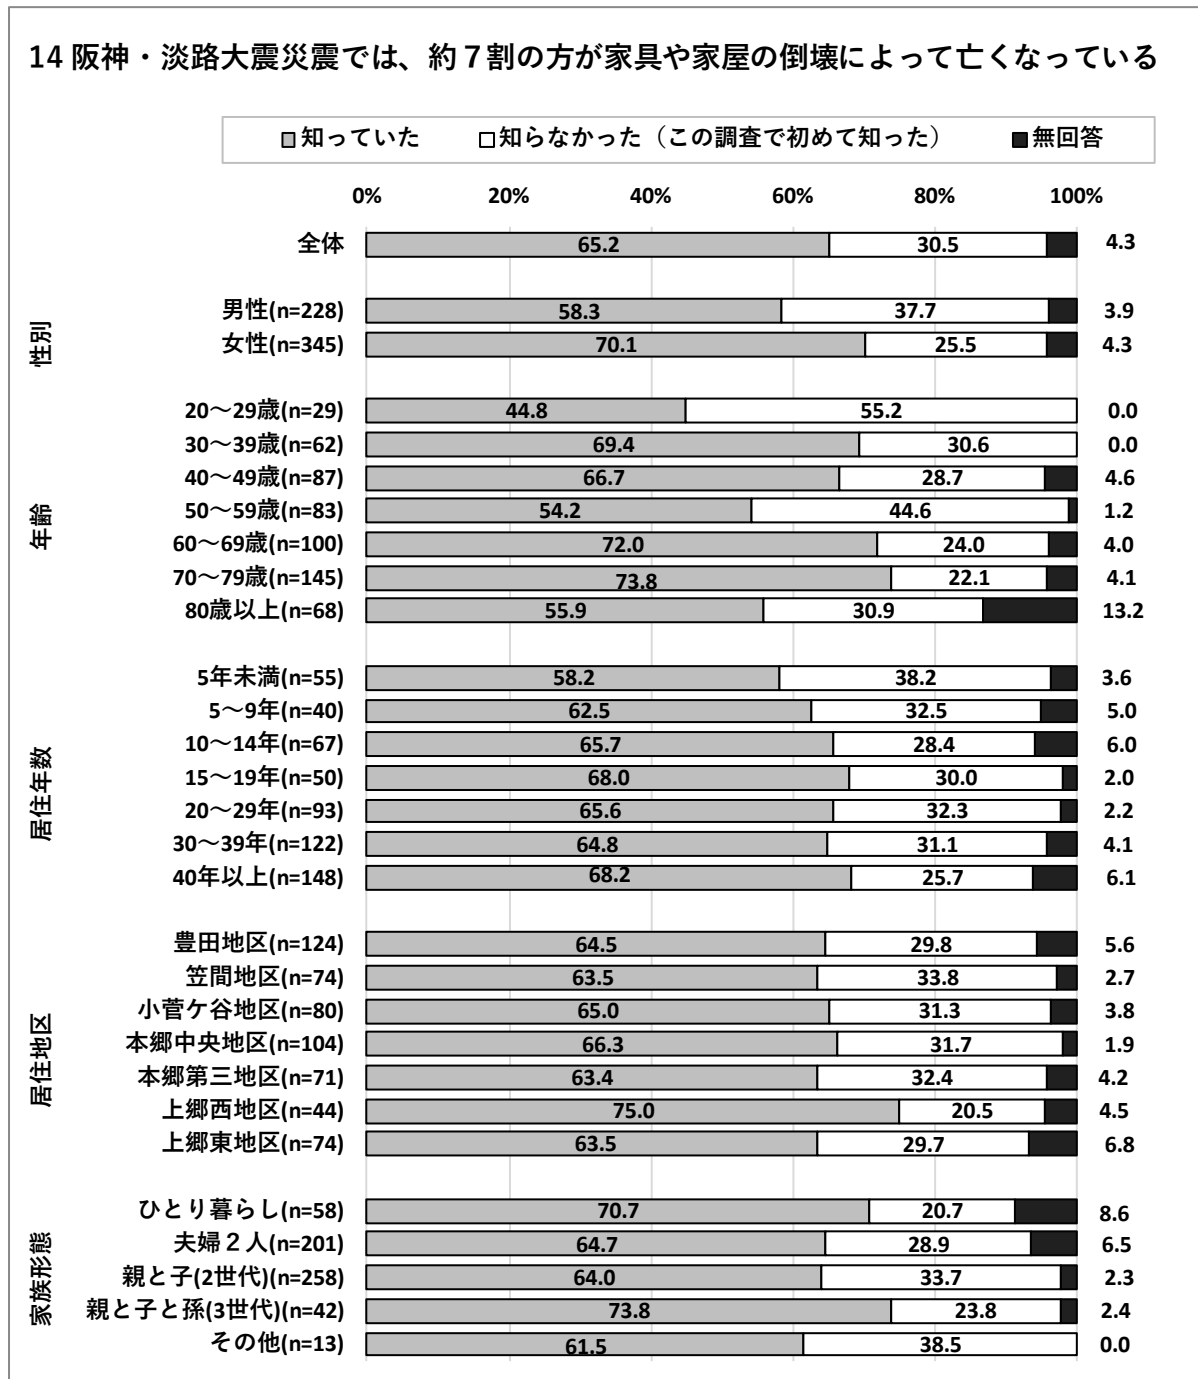 14 阪神・淡路大震災震では、約７割の方が家具や家屋の倒壊によって亡くなっている
知っていた 知らなかった（この調査で初めて知った） 無回答
0% 20% 40% 60% 80% 100%
全体 65.2 30.5 4.3
性別
男性(n=228) 58.3 37.7 3.9
女性(n=345) 70.1 25.5 4.3
年齢
20～29歳(n=29) 44.8 55.2 0.0
30～39歳(n=62) 69.4 30.6 0.0
40～49歳(n=87) 66.7 28.7 4.6
50～59歳(n=83) 54.2 44.6 1.2
60～69歳(n=100) 72.0 24.0 4.0
70～79歳(n=145) 73.8 22.1 4.1
80歳以上(n=68) 55.9 30.9 13.2
居住年数
5年未満(n=55) 58.2 38.2 3.6
5～9年(n=40) 62.5 32.5 5.0
10～14年(n=67) 65.7 28.4 6.0
15～19年(n=50) 68.0 30.0 2.0
20～29年(n=93) 65.6 32.3 2.2
30～39年(n=122) 64.8 31.1 4.1
40年以上(n=148) 68.2 25.7 6.1
居住地区
豊田地区(n=124) 64.5 29.8 5.6
笠間地区(n=74) 63.5 33.8 2.7
小菅ケ谷地区(n=80) 65.0 31.3 3.8
本郷中央地区(n=104) 66.3 31.7 1.9
本郷第三地区(n=71) 63.4 32.4 4.2
上郷西地区(n=44) 75.0 20.5 4.5
上郷東地区(n=74) 63.5 29.7 6.8
家族形態
ひとり暮らし(n=58) 70.7 20.7 8.6
夫婦２人(n=201) 64.7 28.9 6.5
親と子(2世代)(n=258) 64.0 33.7 2.3
親と子と孫(3世代)(n=42) 73.8 23.8 2.4
その他(n=13) 61.5 38.5 0.0